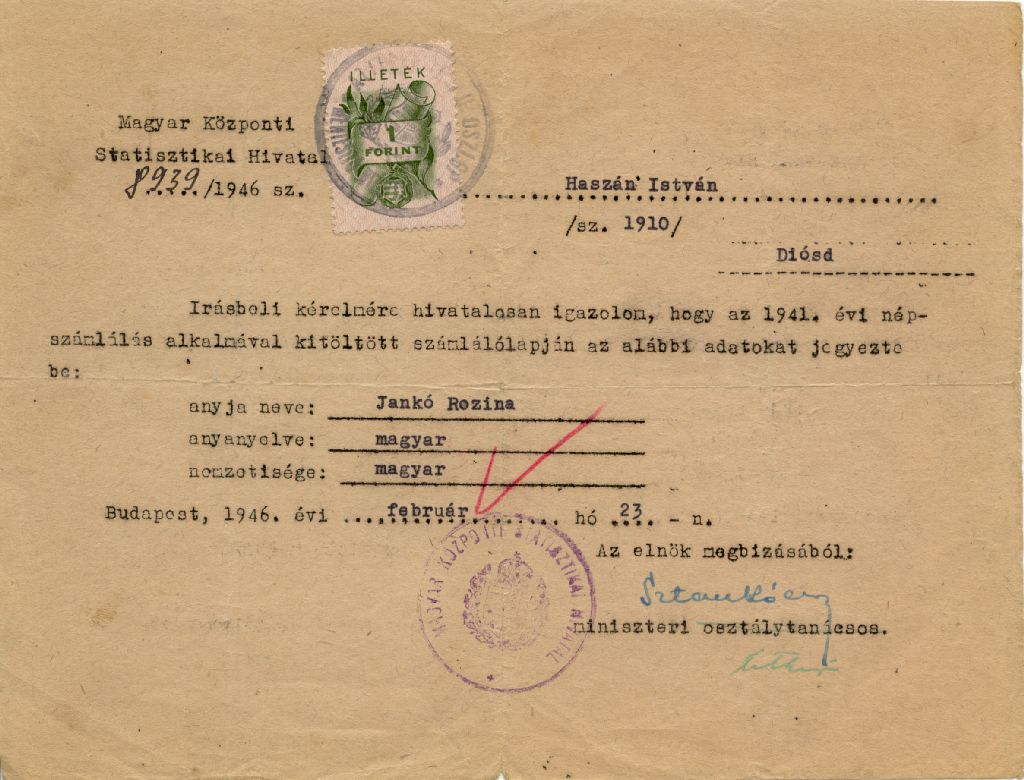 ILLETÉK
1
FORINT
Magyar Központi
Statisztikai Hivatal
8939./1946 sz.
Haszán István
/sz. 1910/
Diósd
Irásbeli kérelmére hivatalosan igazolom, hogy az 1941. évi nép-
számlálás alkalmával kitöltött számlálólapján az alábbi adatokat jegyezte
be:
anyja neve: Jankó Rozina
anyanyelve: magyar
nemzetisége: magyar
Budapest, 1946. évi február hó 23. - n.
Az elnök megbizásából:
MAGYAR KÖZPONTI STATISZTIKAI HIVATAL
miniszteri osztálytanácsos.